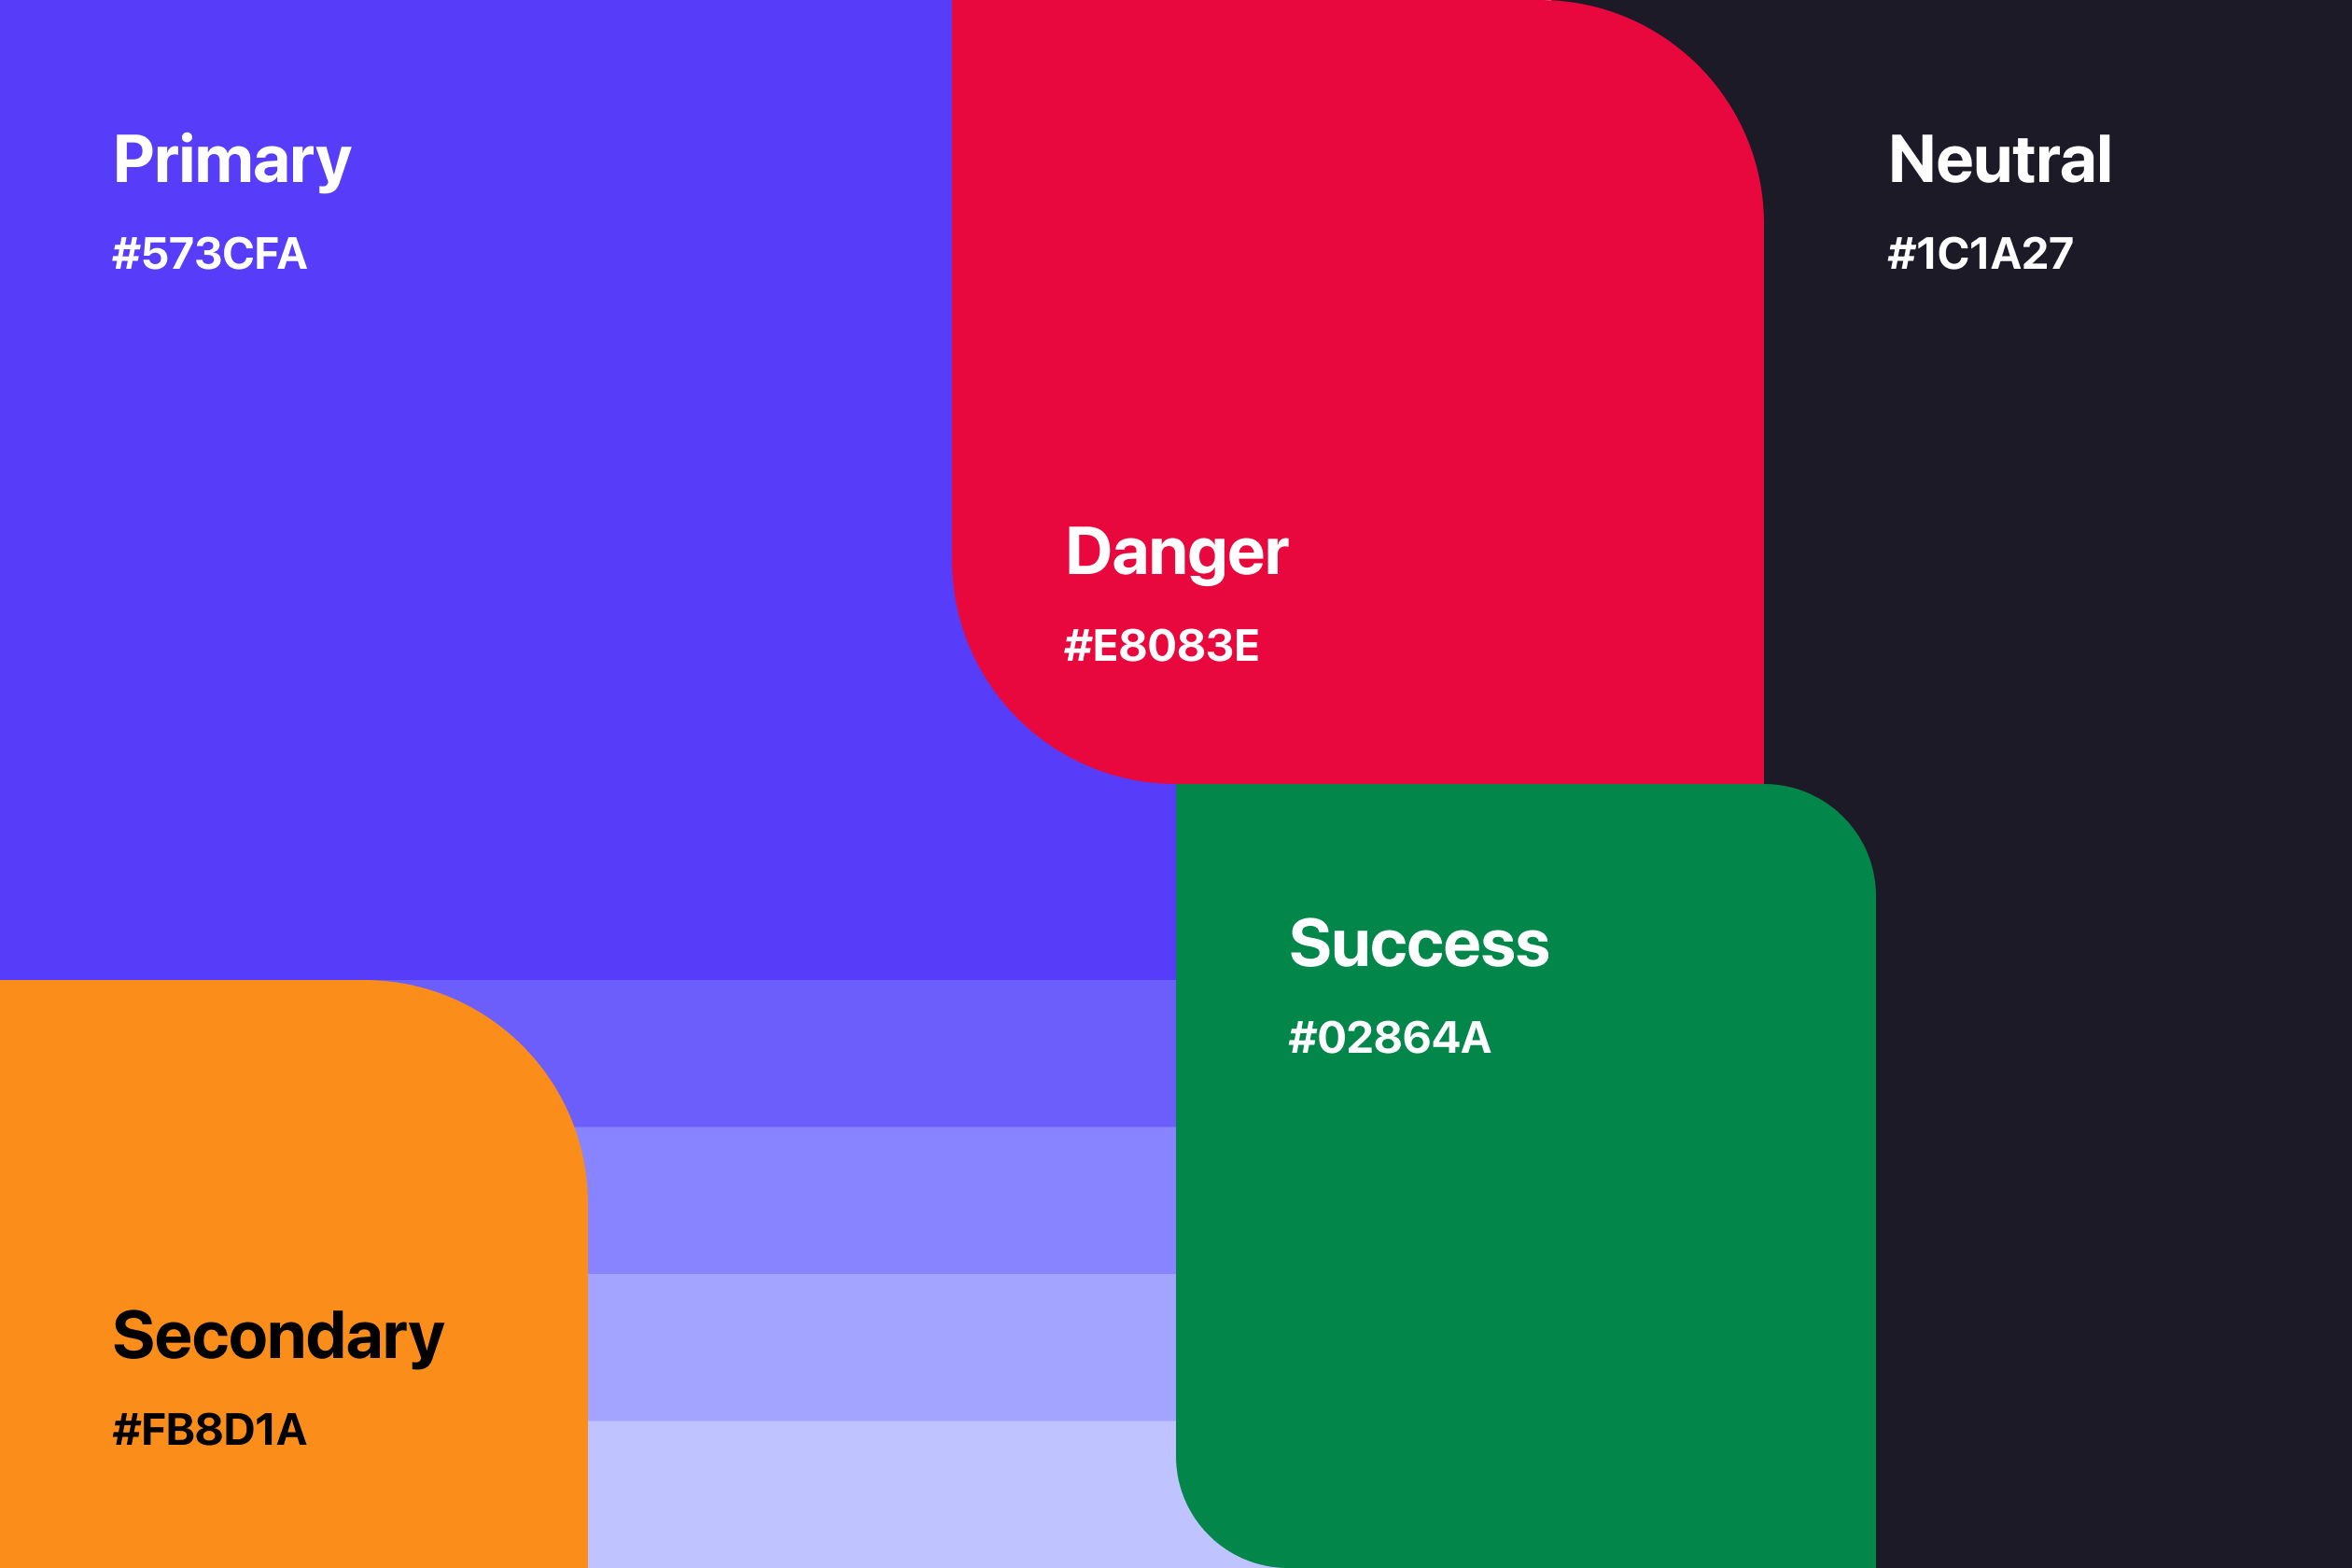 Primary
#573CFA
Neutral
#1C1A27
Danger
#E8083E
Success
#02864A
Secondary
#FB8D1A